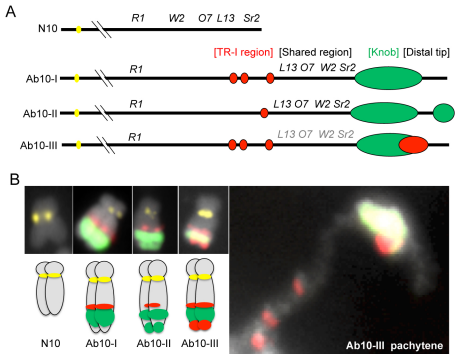 A
R1 W2 O7 L13 Sr2
N10
[TR-I region] [Shared region] [Knob] [Distal tip]
R1 L13 O7 W2 Sr2
Ab10-I
R1 L13 O7 W2 Sr2
Ab10-II
R1 L13 O7 W2 Sr2
Ab10-III
B
N10 Ab10-I Ab10-II Ab10-III
Ab10-III pachytene